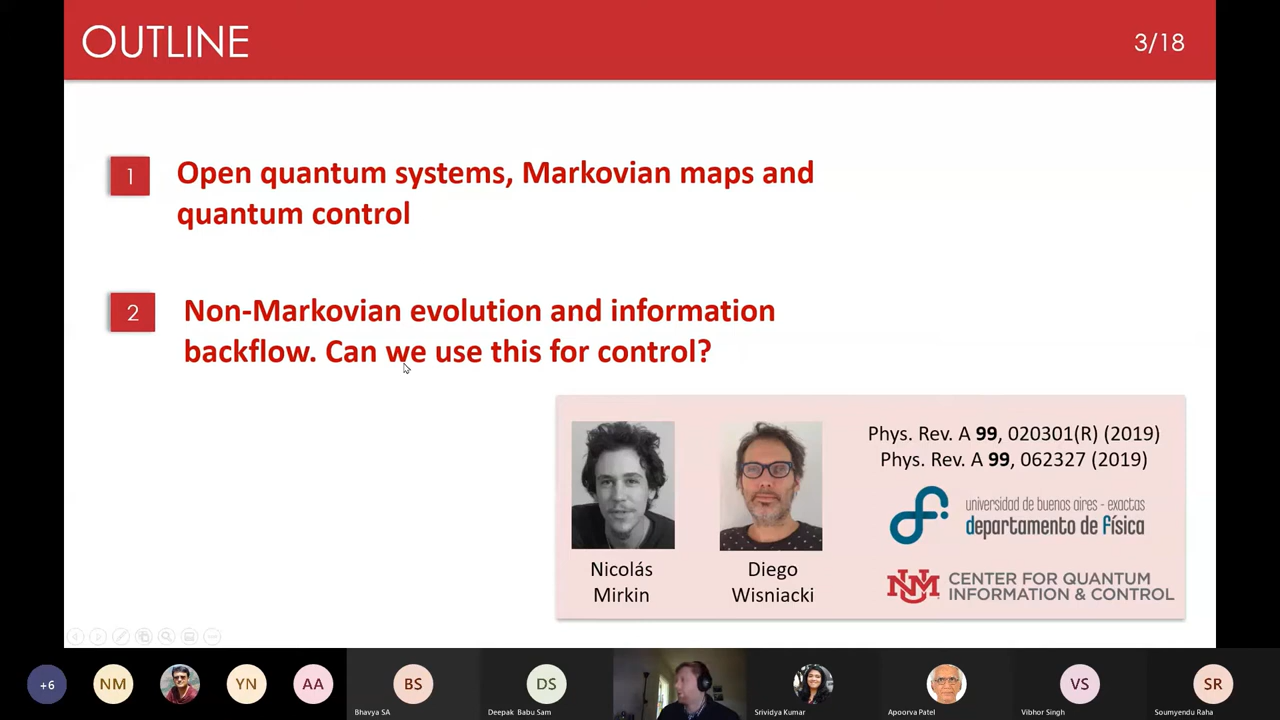 OUTLINE
3/18
1
Open quantum systems, Markovian maps and
quantum control
2
Non-Markovian evolution and information
backflow. Can we use this for control?
Phys. Rev. A 99, 020301(R) (2019)
Phys. Rev. A 99, 062327 (2019)
universidad de buenos aires - exactas
departamento de física
NM
CENTER FOR QUANTUM
INFORMATION & CONTROL
Nicolás
Mirkin
Diego
Wisniacki
+6
NM
YN
AA
BS
Bhavya SA
DS
Deepak Babu Sam
Srividya Kumar
Apoorva Patel
VS
Vibhor Singh
SR
Soumyendu Raha